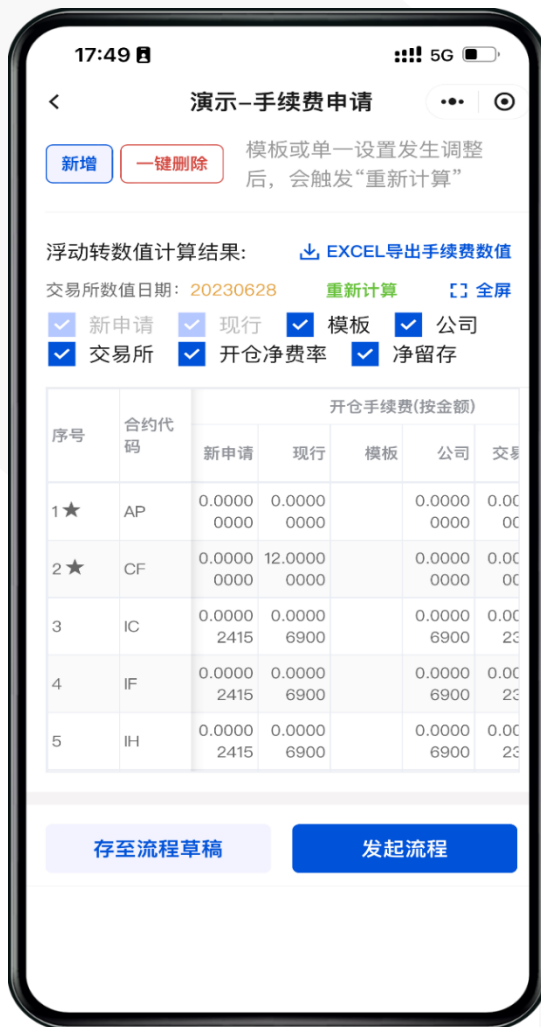 17:49 5G
演示–手续费申请
新增 一键删除 模板或单一设置发生调整
后，会触发“重新计算”
浮动转数值计算结果: EXCEL导出手续费数值
交易所数值日期: 20230628 重新计算 全屏
新申请 现行 模板 公司
交易所 开仓净费率 净留存
序号 合约代码 开仓手续费(按金额)
新申请 现行 模板 公司
1★ AP 0.00000000 0.00000000 0.00000000
2★ CF 0.00000000 12.00000000 0.00000000
3 IC 0.00002415 0.00006900 0.00006900
4 IF 0.00002415 0.00006900 0.00006900
5 IH 0.00002415 0.00006900 0.00006900
存至流程草稿 发起流程